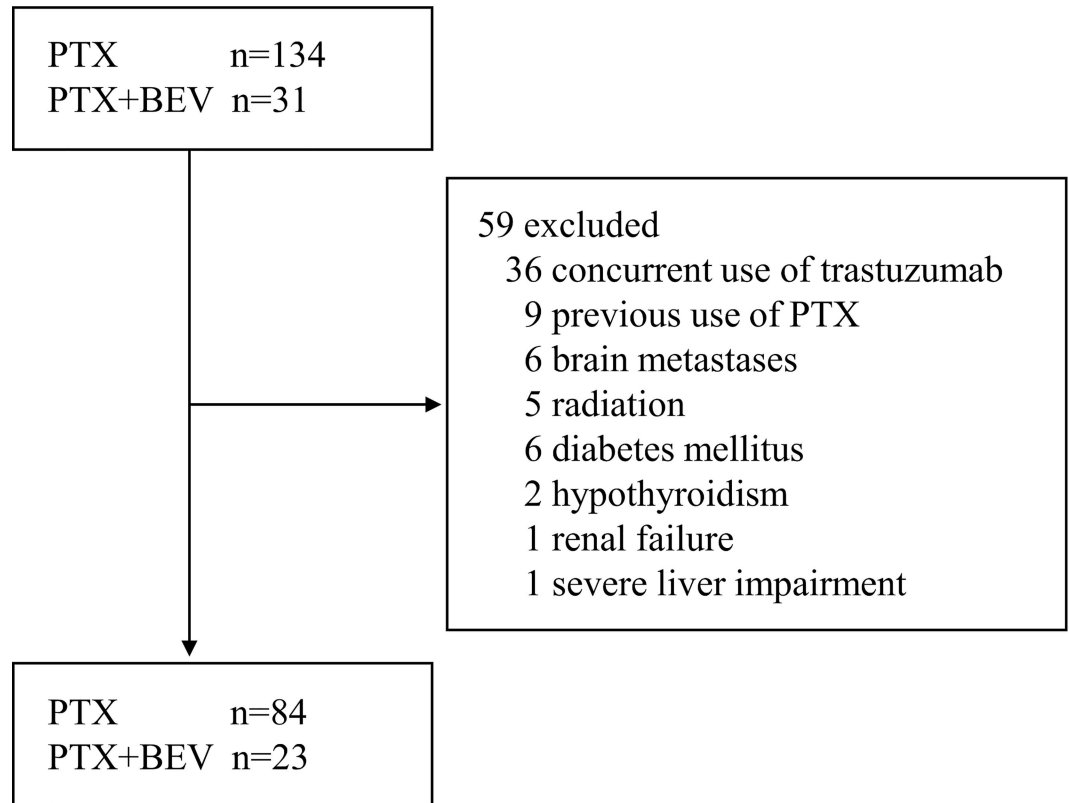 PTX n=134
PTX+BEV n=31
59 excluded
36 concurrent use of trastuzumab
9 previous use of PTX
6 brain metastases
5 radiation
6 diabetes mellitus
2 hypothyroidism
1 renal failure
1 severe liver impairment
PTX n=84
PTX+BEV n=23